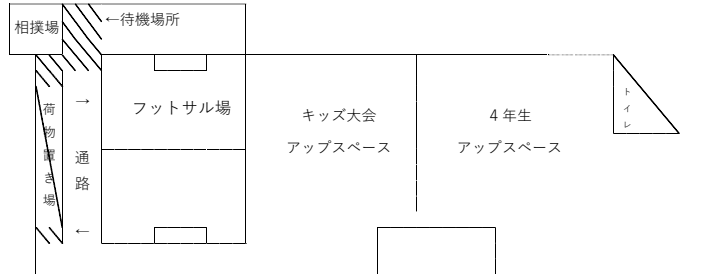 相撲場
←待機場所
荷物置き場
→
通路
←
フットサル場
キッズ大会
アップスペース
4 年生
アップスペース
トイレ